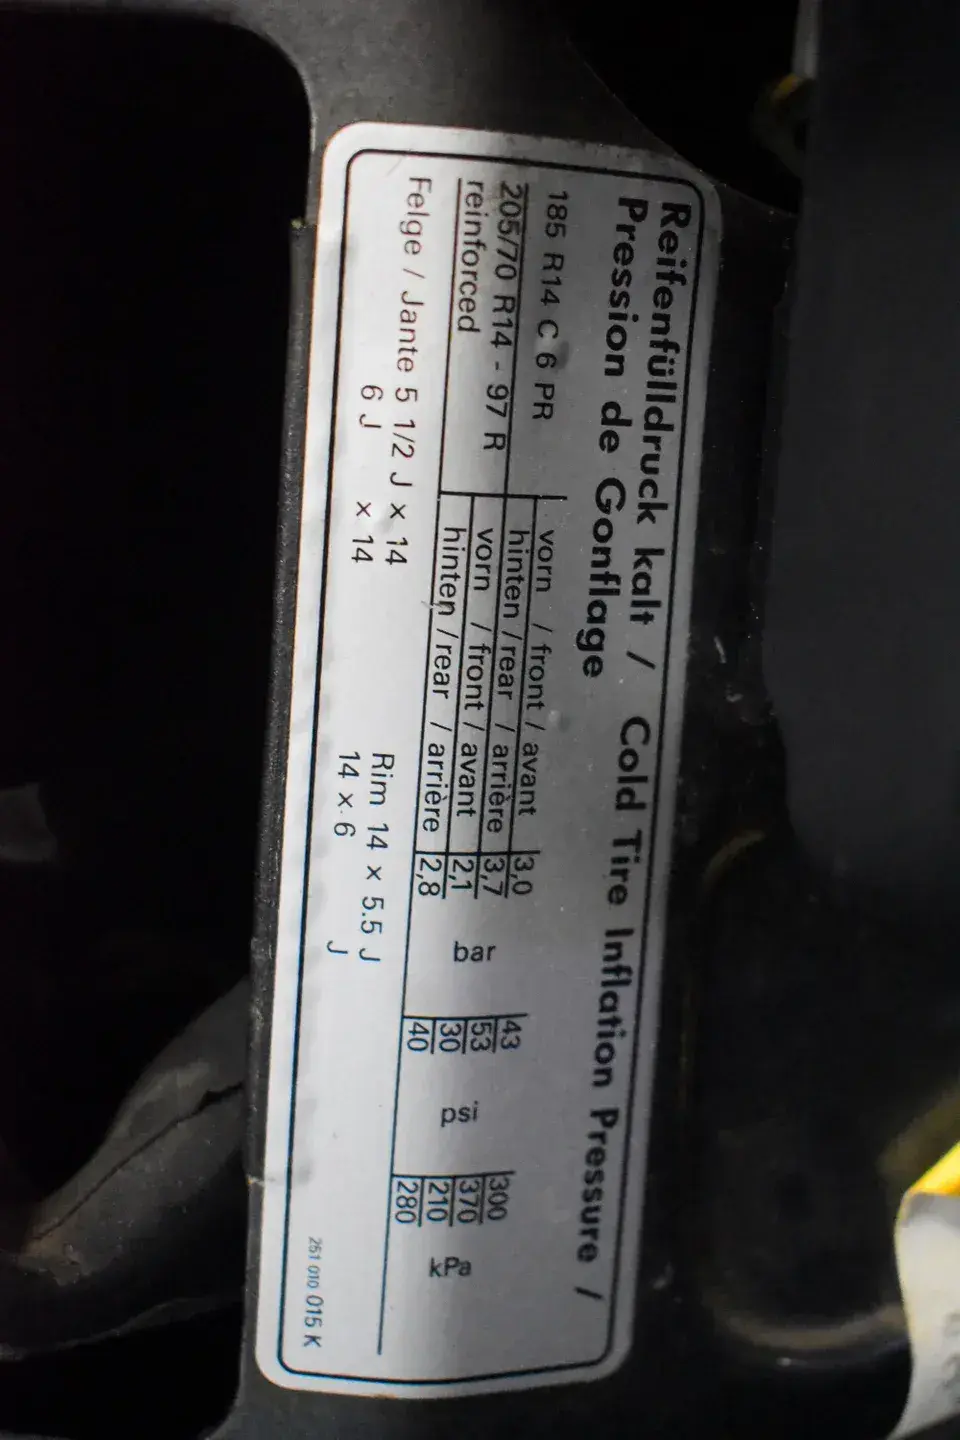 Reifenfülldruck kalt / Cold Tire Inflation Pressure /
Pression de Gonflage
185 R14 C 6 PR vorn / front / avant 3,0 43 300
hinten / rear / arrière 3,7 53 370
205/70 R14 - 97 R vorn / front / avant 2,1 bar 30 psi 210 kPa
reinforced hinten / rear / arrière 2,8 40 280
Felge / Jante 5 1/2 J x 14 Rim 14 x 5.5 J
6 J x 14 14 x 6 J
251 010 015 K